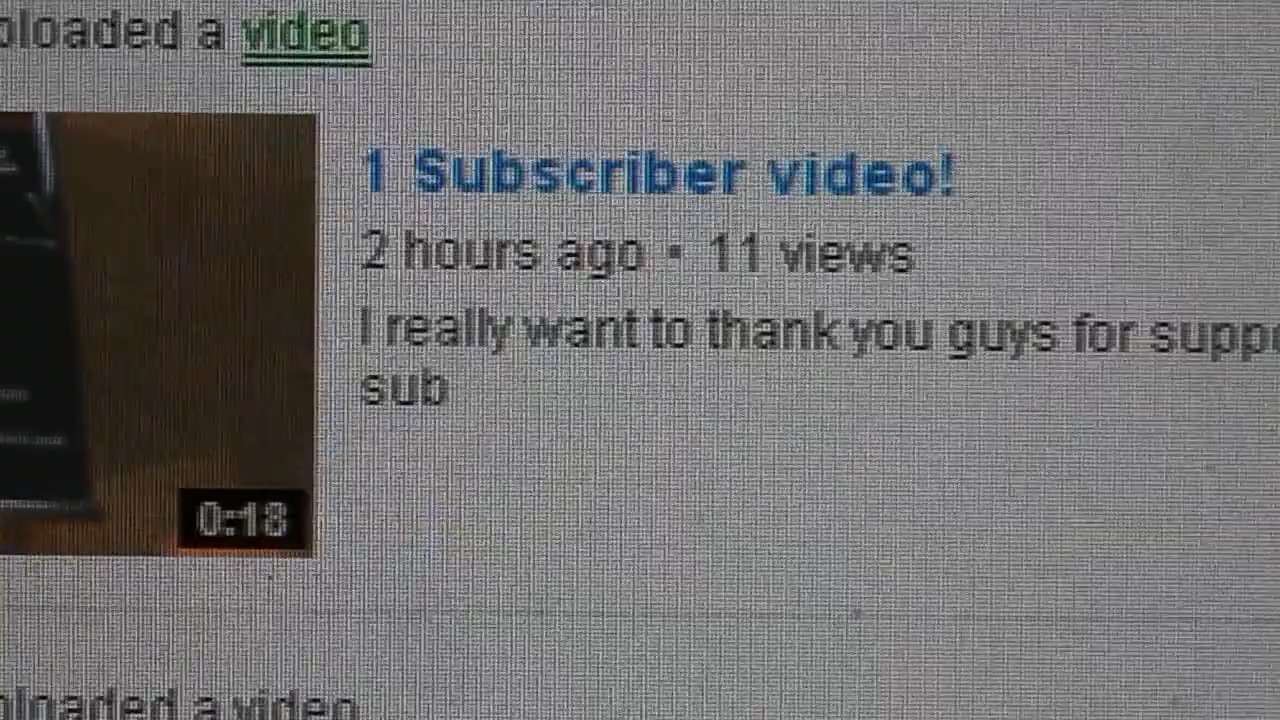 ploaded a video
1 Subscriber video!
2 hours ago • 11 views
I really want to thank you guys for suppo
sub
0:18
ploaded a video